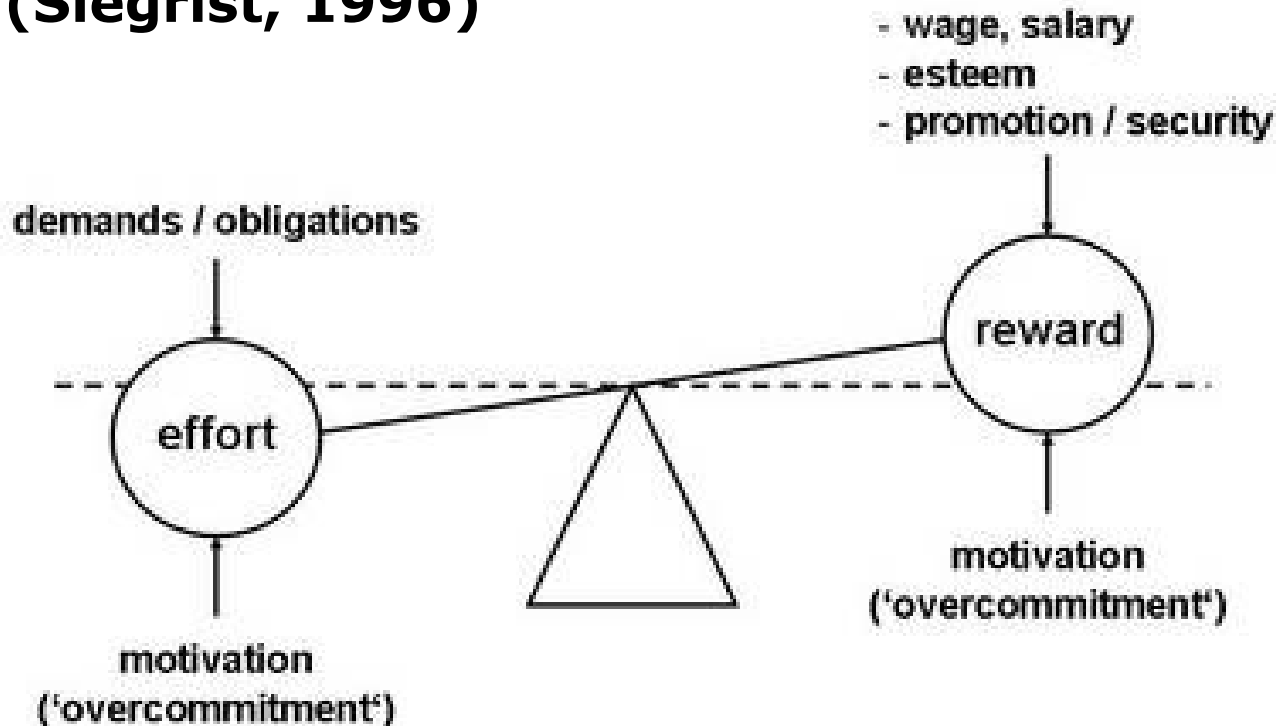 (Siegrist, 1996)
- wage, salary
- esteem
- promotion / security
demands / obligations
reward
effort
motivation
(‘overcommitment‘)
motivation
(‘overcommitment‘)